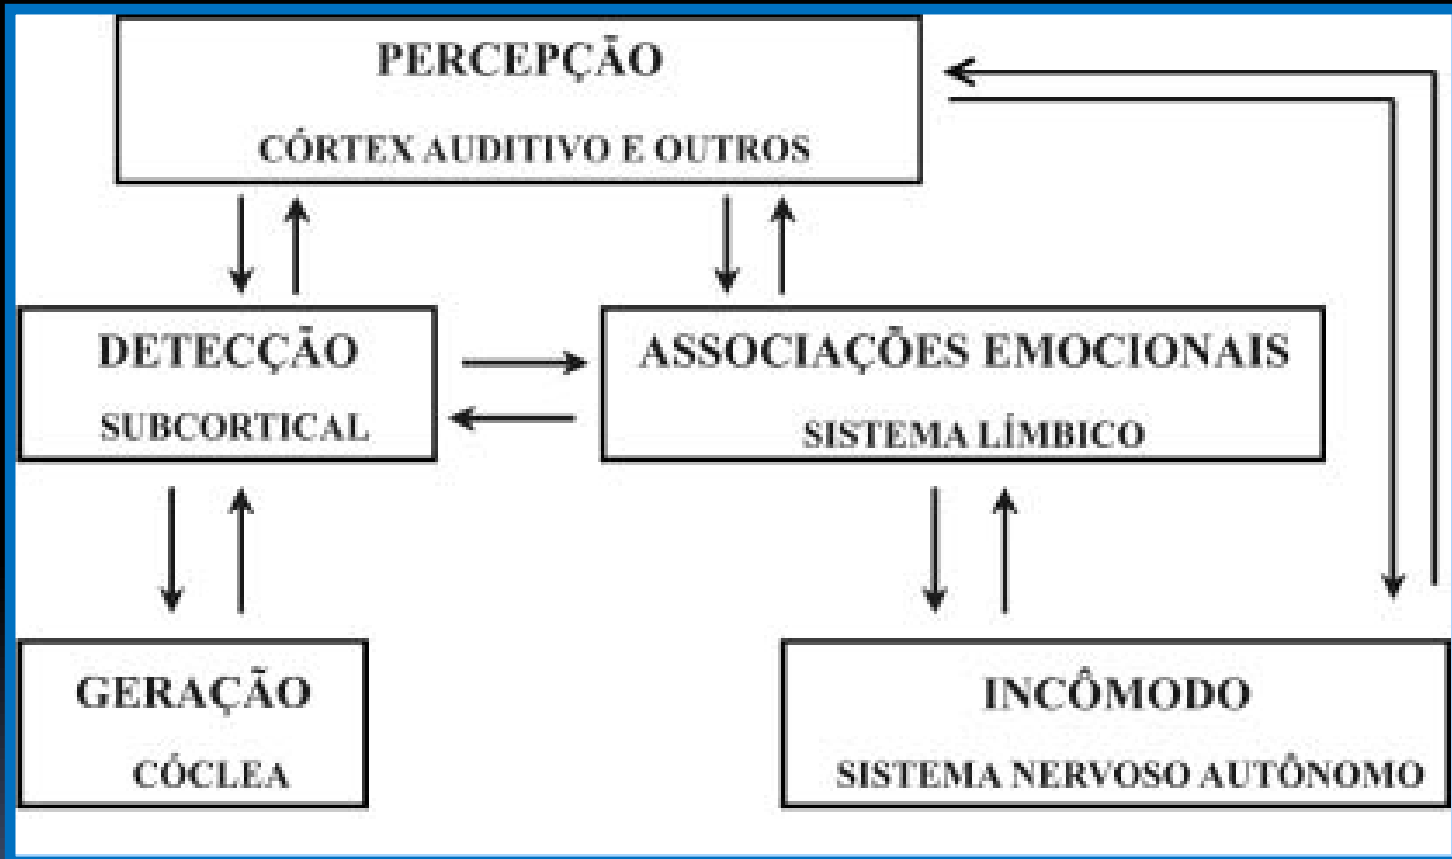 PERCEPÇÃO
CÓRTEX AUDITIVO E OUTROS
DETECÇÃO
SUBCORTICAL
ASSOCIAÇÕES EMOCIONAIS
SISTEMA LÍMBICO
GERAÇÃO
CÓCLEA
INCÔMODO
SISTEMA NERVOSO AUTÔNOMO